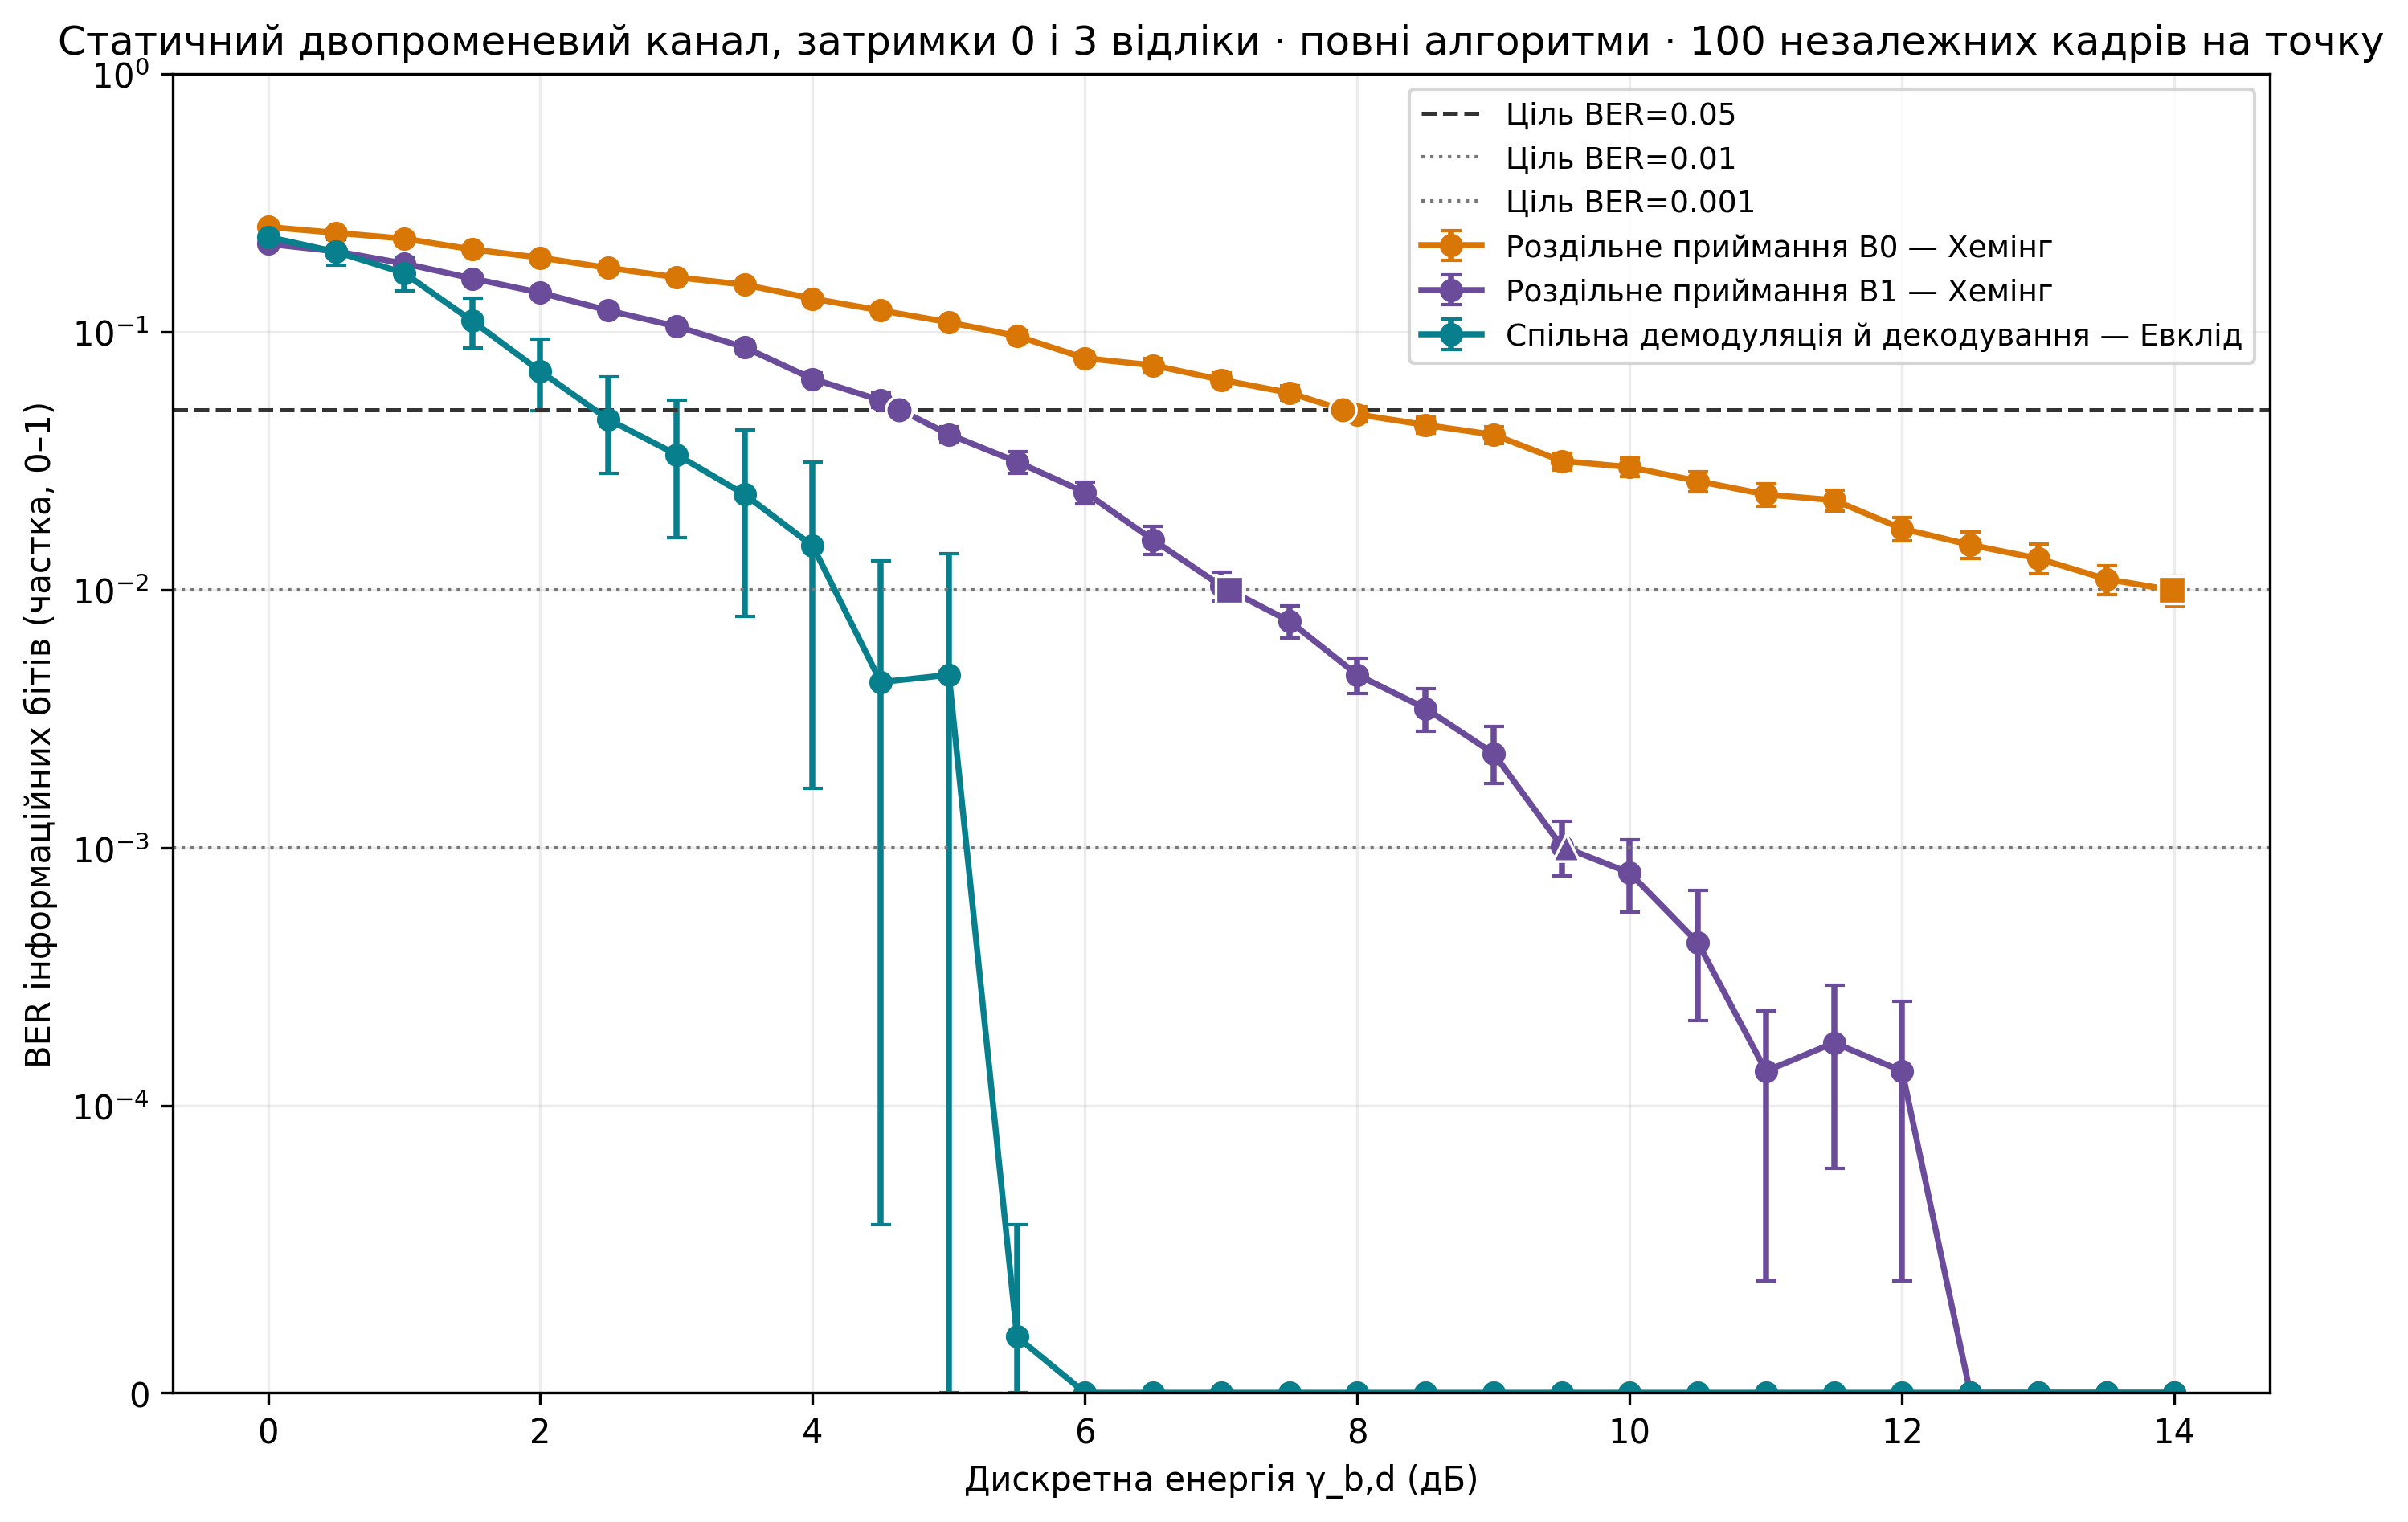 Статичний двопроменевий канал, затримки 0 і 3 відліки · повні алгоритми · 100 незалежних кадрів на точку
10⁰
10⁻¹
10⁻²
10⁻³
10⁻⁴
0
BER інформаційних бітів (частка, 0–1)
Ціль BER=0.05
Ціль BER=0.01
Ціль BER=0.001
Роздільне приймання B0 — Хемінг
Роздільне приймання B1 — Хемінг
Спільна демодуляція й декодування — Евклід
0 2 4 6 8 10 12 14
Дискретна енергія γ_b,d (дБ)